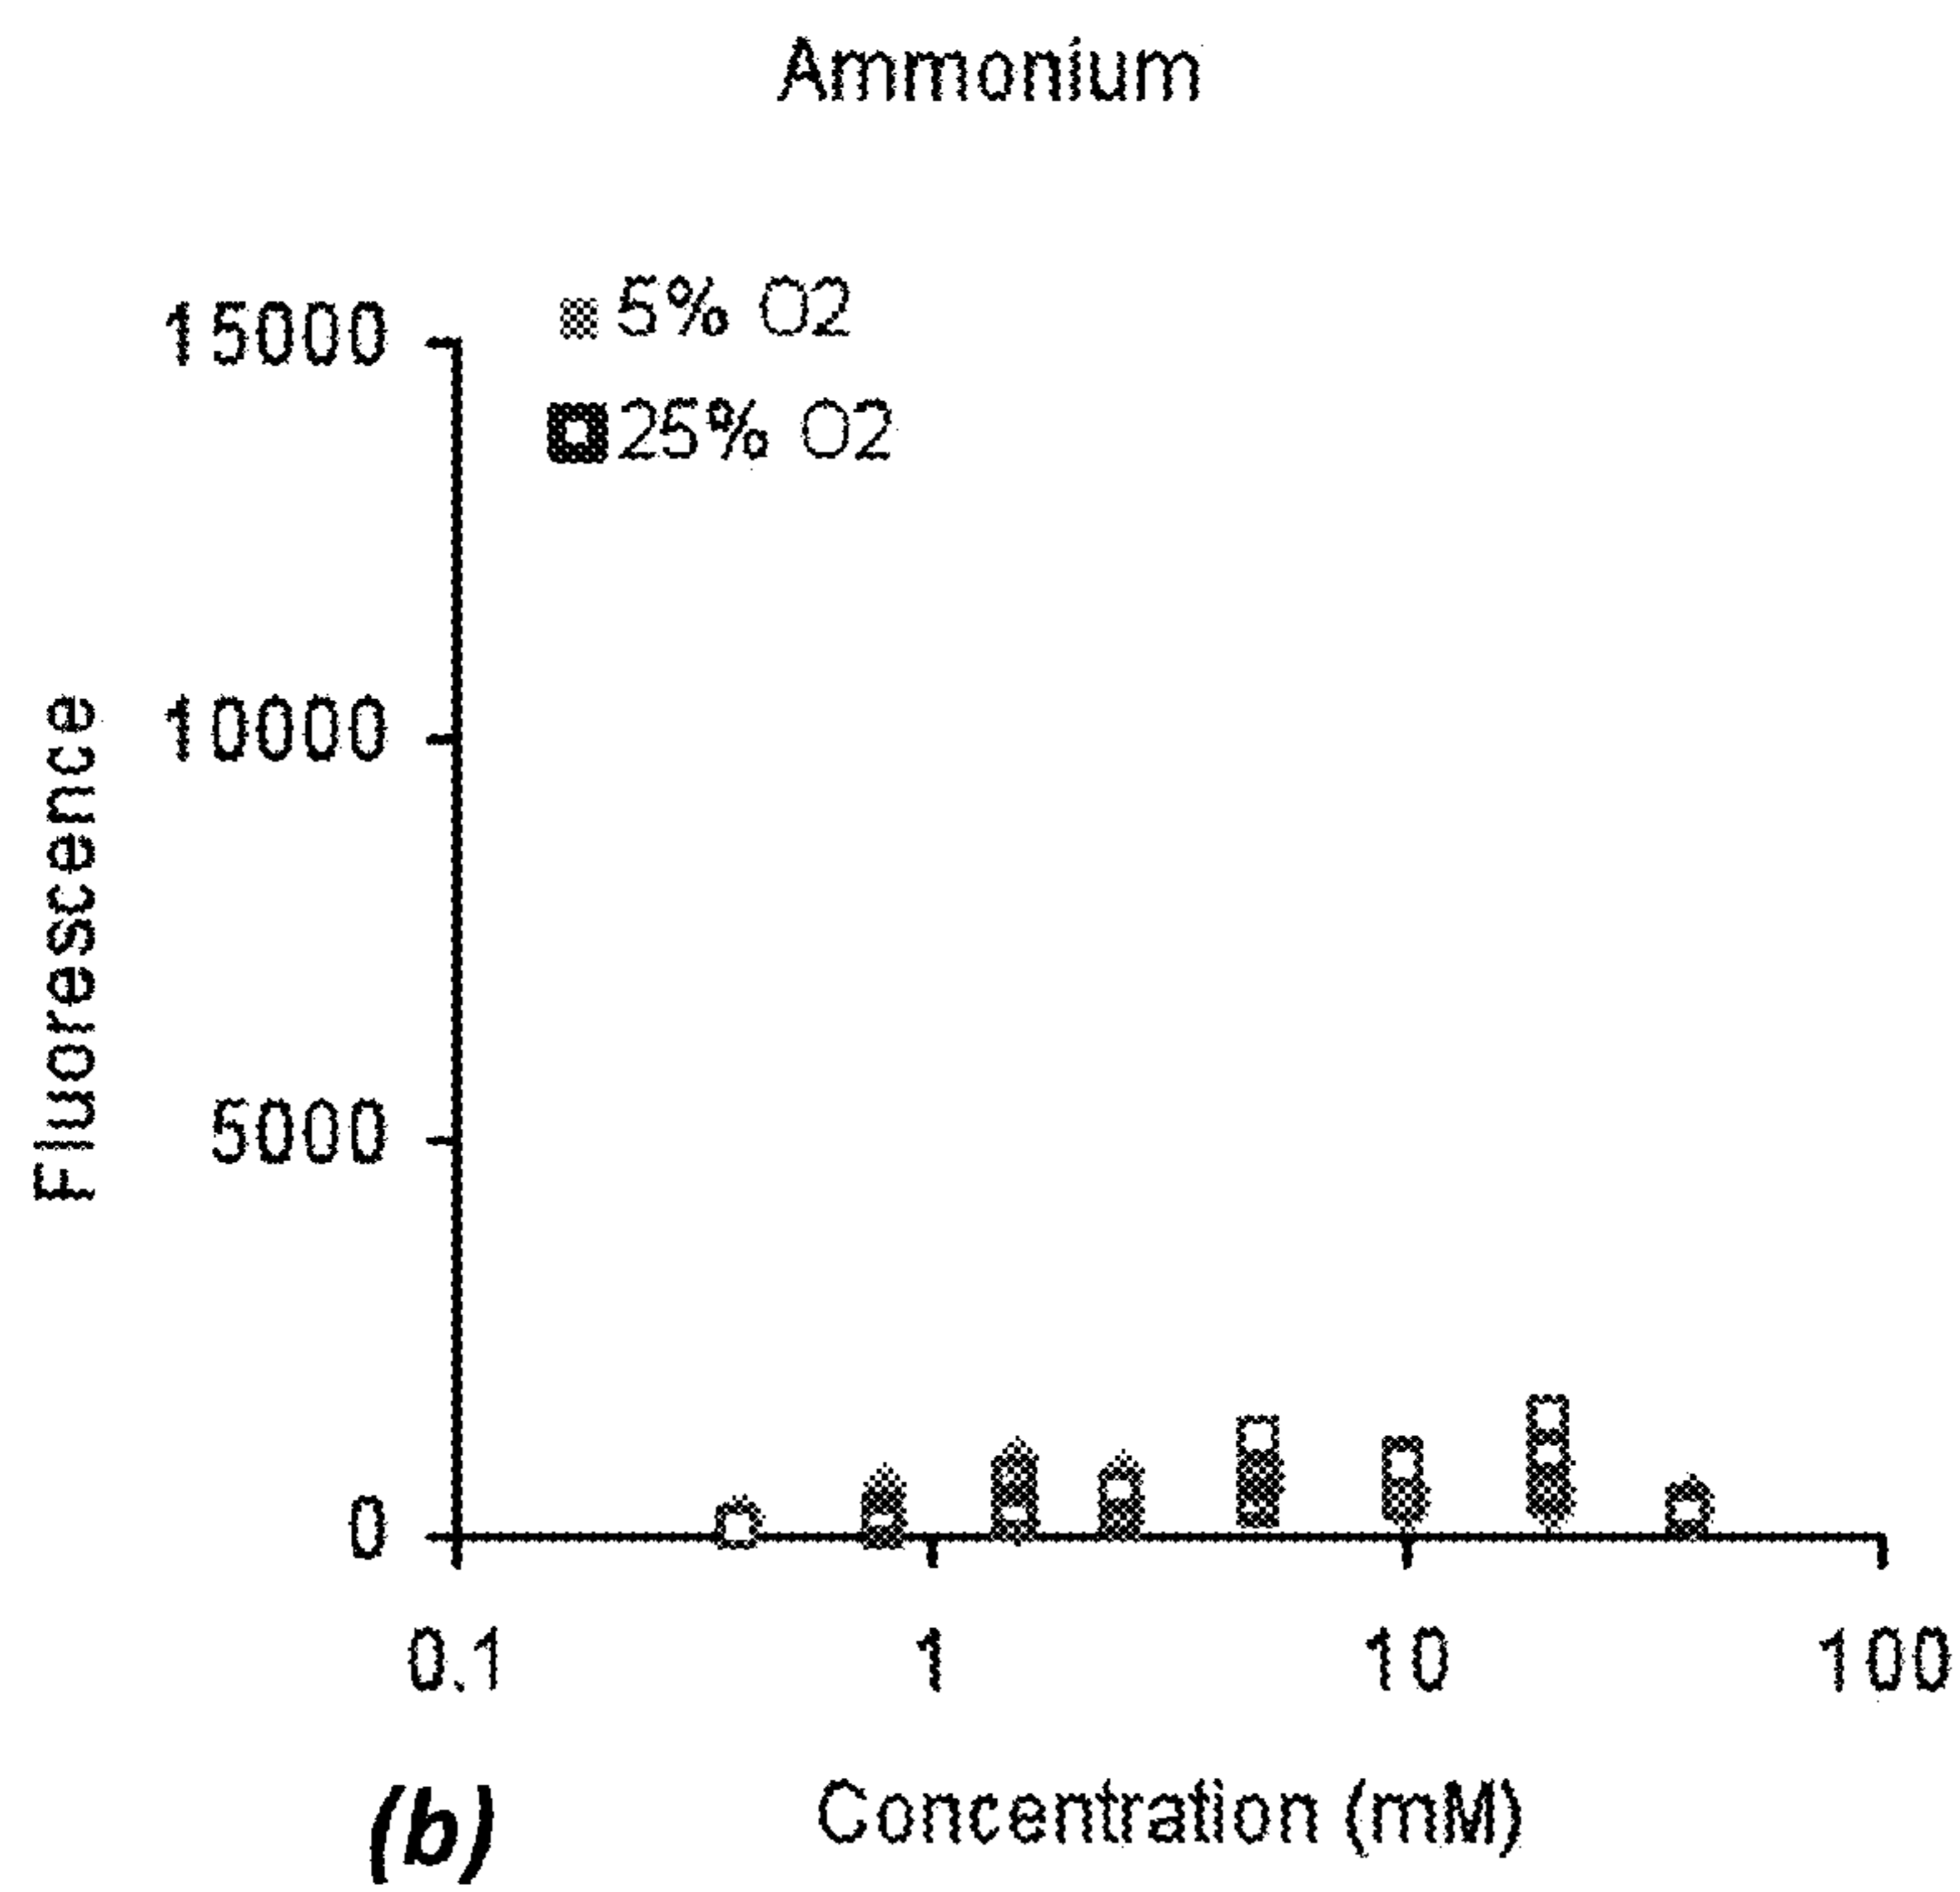 Ammonium
5% O2
25% O2
15000
10000
5000
0
Fluorescence
0.1 1 10 100
Concentration (mM)
(b)